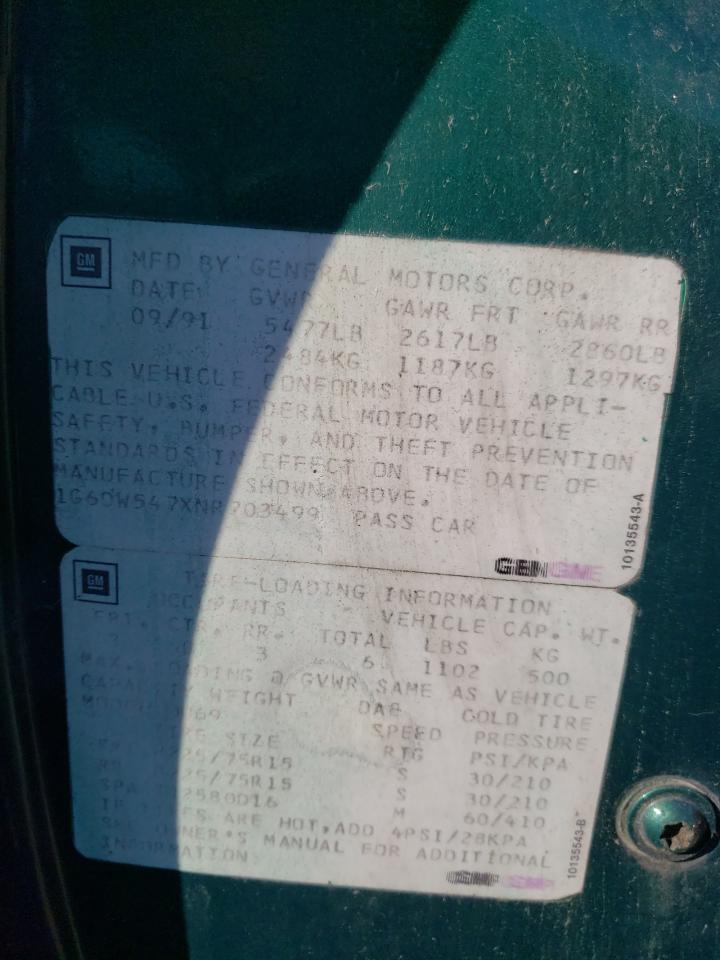 GM
MFD BY GENERAL MOTORS CORP.
DATE GVWR GAWR FRT GAWR RR
09/91 5477LB 2617LB 2860LB
2484KG 1187KG 1297KG
THIS VEHICLE CONFORMS TO ALL APPLI-
CABLE U.S. FEDERAL MOTOR VEHICLE
SAFETY, BUMPER, AND THEFT PREVENTION
STANDARDS IN EFFECT ON THE DATE OF
MANUFACTURE SHOWN ABOVE.
1G6DW547XNR703499 PASS CAR
10135543-A
GM
TIRE-LOADING INFORMATION
OCCUPANTS VEHICLE CAP. WT.
FRT. CTR. RR. TOTAL LBS KG
3 3 6 1102 500
MAX. LOADING @ GVWR SAME AS VEHICLE
CAPACITY WEIGHT DAB COLD TIRE
MODEL SPEED PRESSURE
TIRE SIZE RTG PSI/KPA
75R15 S 30/210
75R15 S 30/210
SPA 80D16 M 60/410
IF TIRES ARE HOT, ADD 4PSI/28KPA
SEE OWNER'S MANUAL FOR ADDITIONAL
INFORMATION
10135543-B